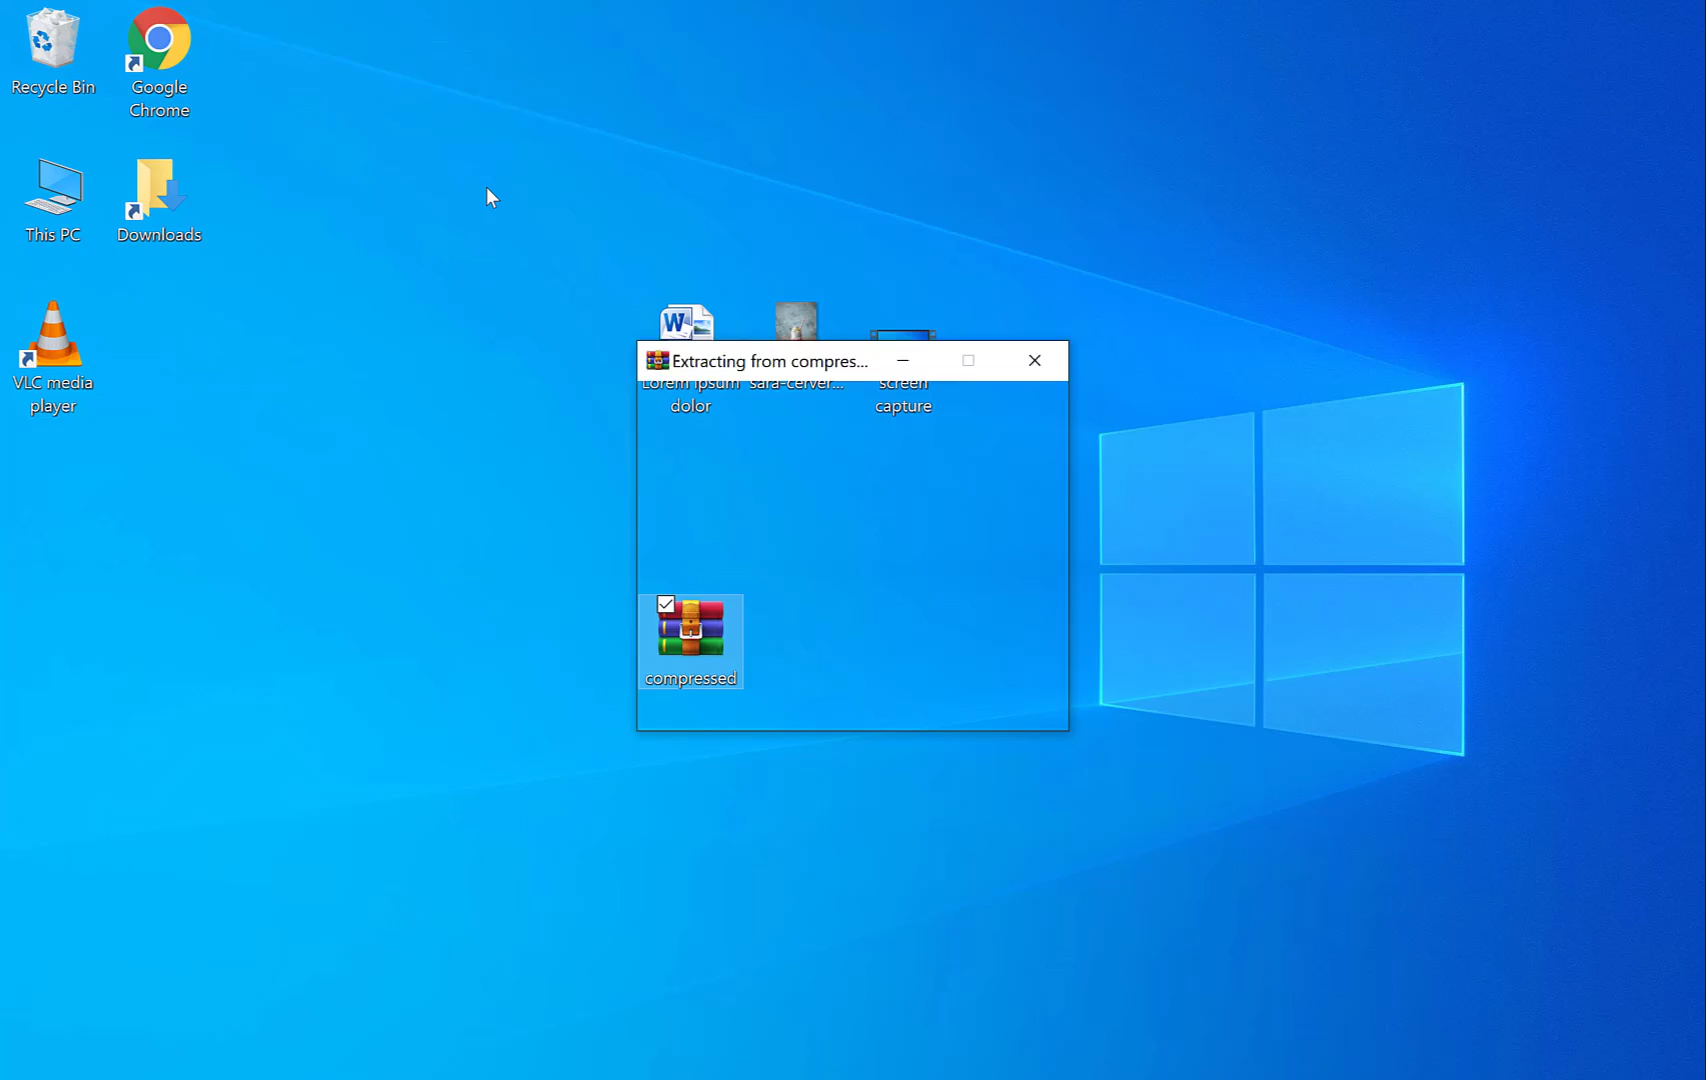 Recycle Bin
Google
Chrome
This PC
Downloads
VLC media
player
W
Extracting from compres...
Lorem ipsum
dolor
sara-cerver...
screen
capture
compressed